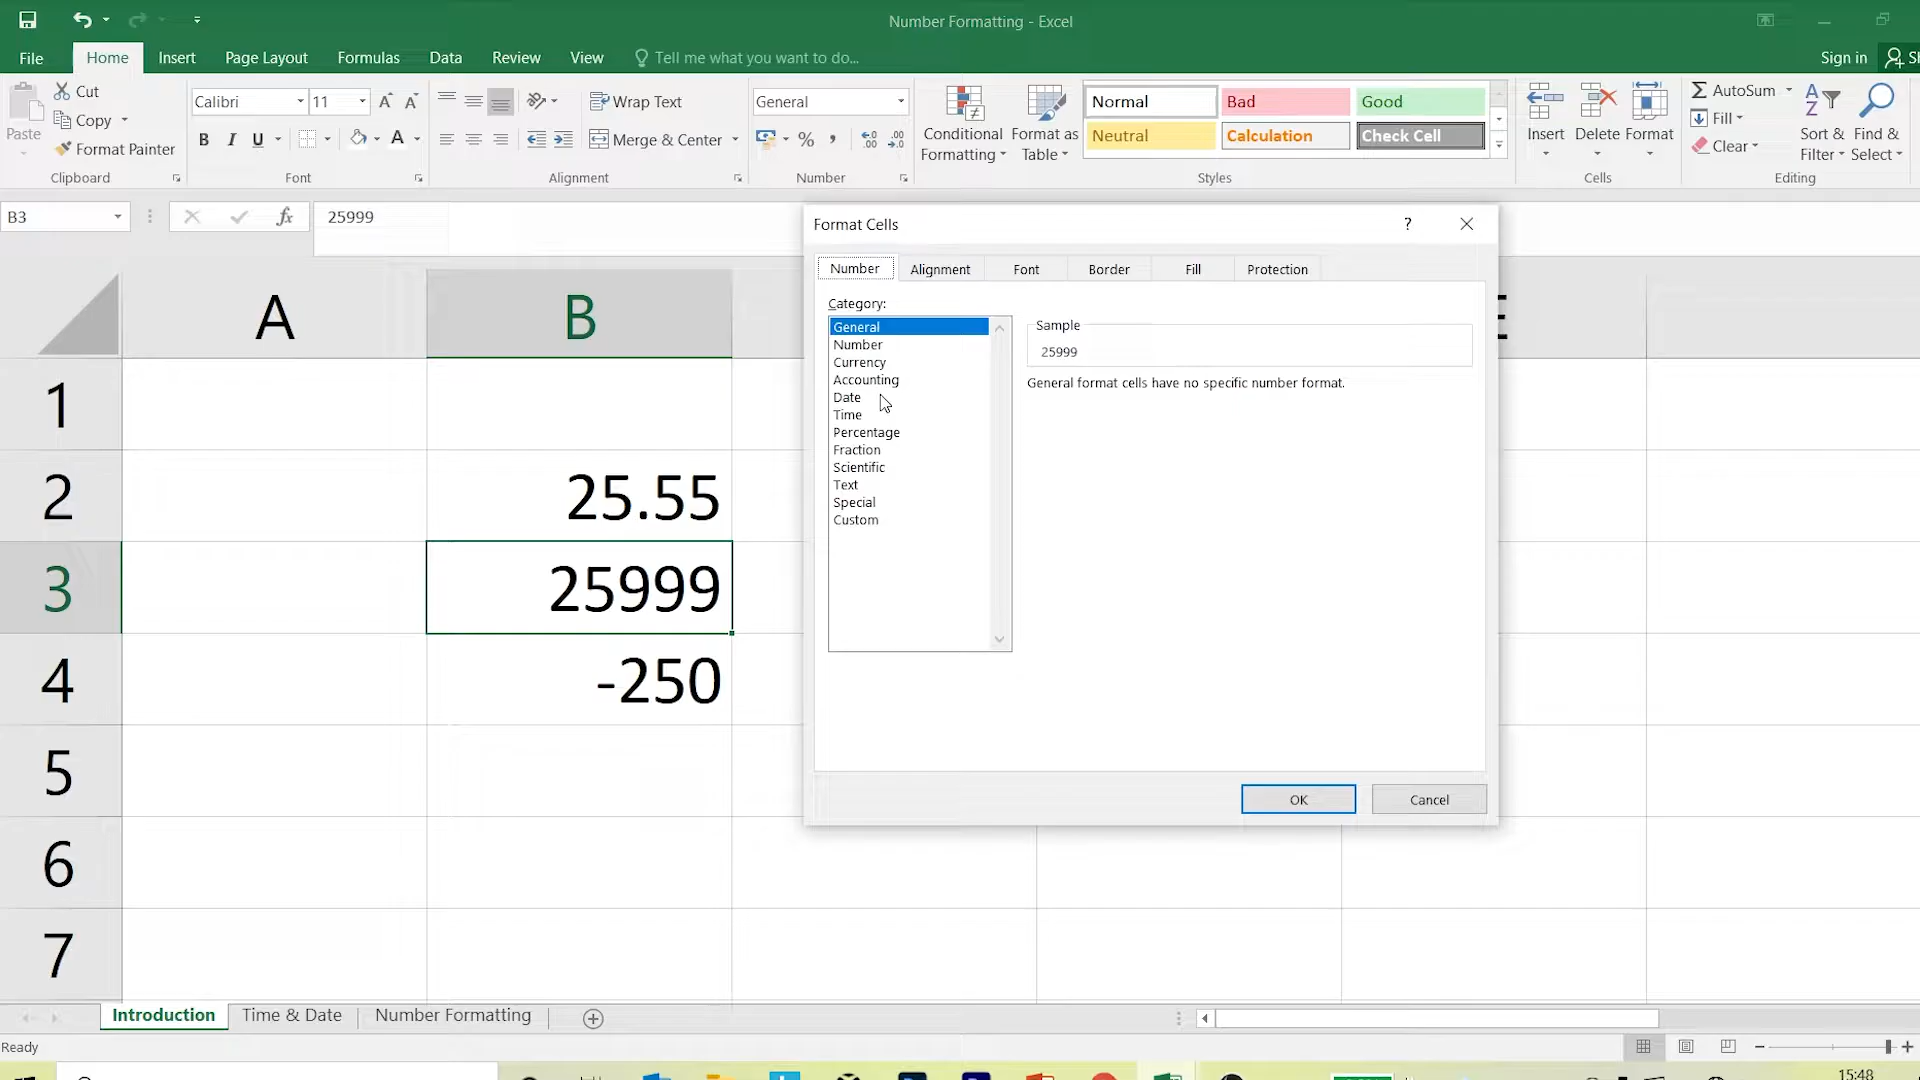 Number Formatting - Excel
File Home Insert Page Layout Formulas Data Review View Tell me what you want to do... Sign in
Paste
Cut
Copy
Format Painter
Clipboard
Calibri 11
B I U
Font
Wrap Text
Merge & Center
Alignment
General
%
Number
Conditional Formatting
Format as Table
Normal Bad Good
Neutral Calculation Check Cell
Styles
Insert Delete Format
Cells
AutoSum
Fill
Clear
Sort & Filter
Find & Select
Editing
B3 fx 25999
A B
1
2 25.55
3 25999
4 -250
5
6
7
Format Cells
Number Alignment Font Border Fill Protection
Category:
General
Number
Currency
Accounting
Date
Time
Percentage
Fraction
Scientific
Text
Special
Custom
Sample
25999
General format cells have no specific number format.
OK Cancel
Introduction Time & Date Number Formatting
Ready
15:48